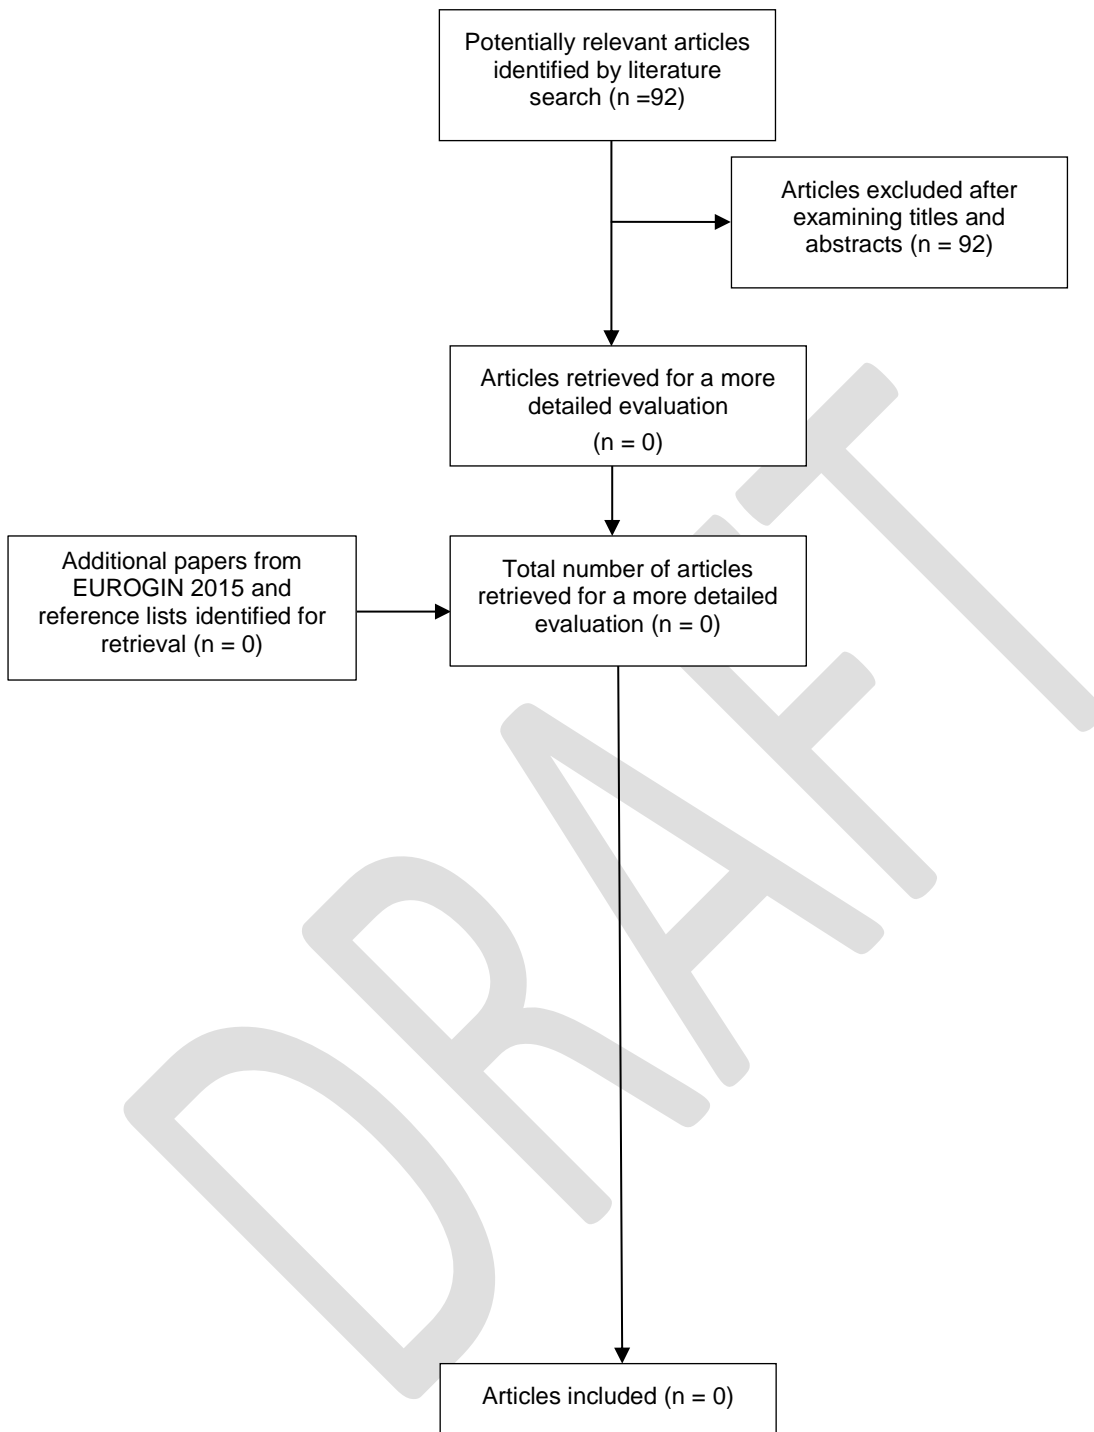 Potentially relevant articles
identified by literature
search (n =92)
Articles excluded after
examining titles and
abstracts (n = 92)
Articles retrieved for a more
detailed evaluation
(n = 0)
Additional papers from
EUROGIN 2015 and
reference lists identified for
retrieval (n = 0)
Total number of articles
retrieved for a more detailed
evaluation (n = 0)
Articles included (n = 0)
DRAFT